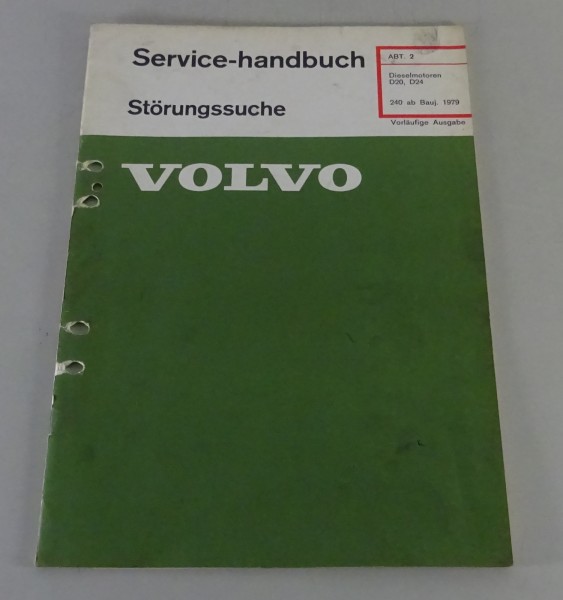 Service-handbuch
Störungssuche
ABT. 2
Dieselmotoren
D20, D24
240 ab Bauj. 1979
Vorläufige Ausgabe
VOLVO